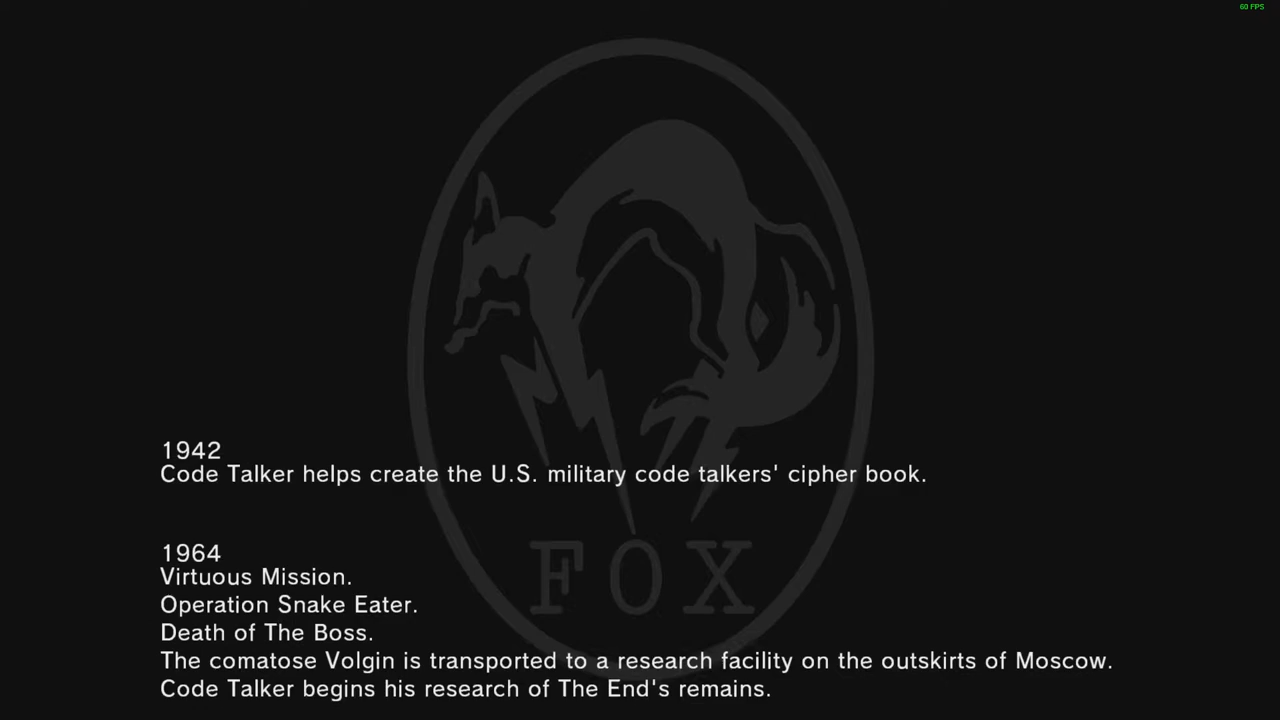 60 FPS
1942
Code Talker helps create the U.S. military code talkers' cipher book.
1964
Virtuous Mission.
Operation Snake Eater.
Death of The Boss.
The comatose Volgin is transported to a research facility on the outskirts of Moscow.
Code Talker begins his research of The End's remains.
FOX